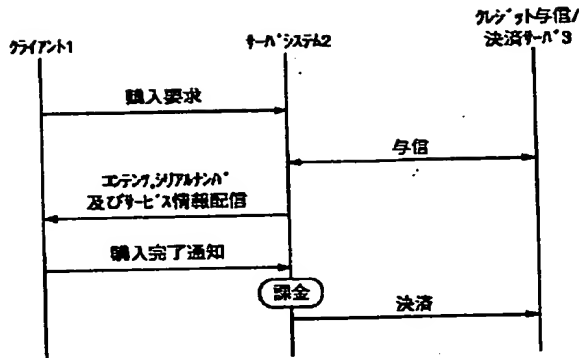 クライアント1
サーバシステム2
クレジット与信/
決済サーバ3
購入要求
与信
コンテンツ,シリアルナンバ
及びサービス情報配信
購入完了通知
課金
決済